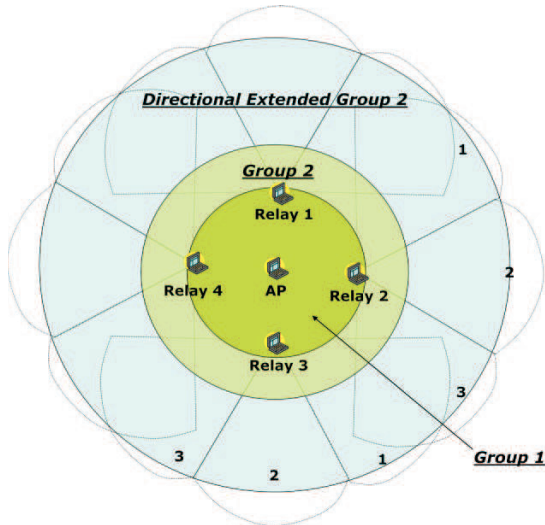 Directional Extended Group 2
1
Group 2
Relay 1
2
Relay 4
AP
Relay 2
Relay 3
3
Group 1
3
1
2